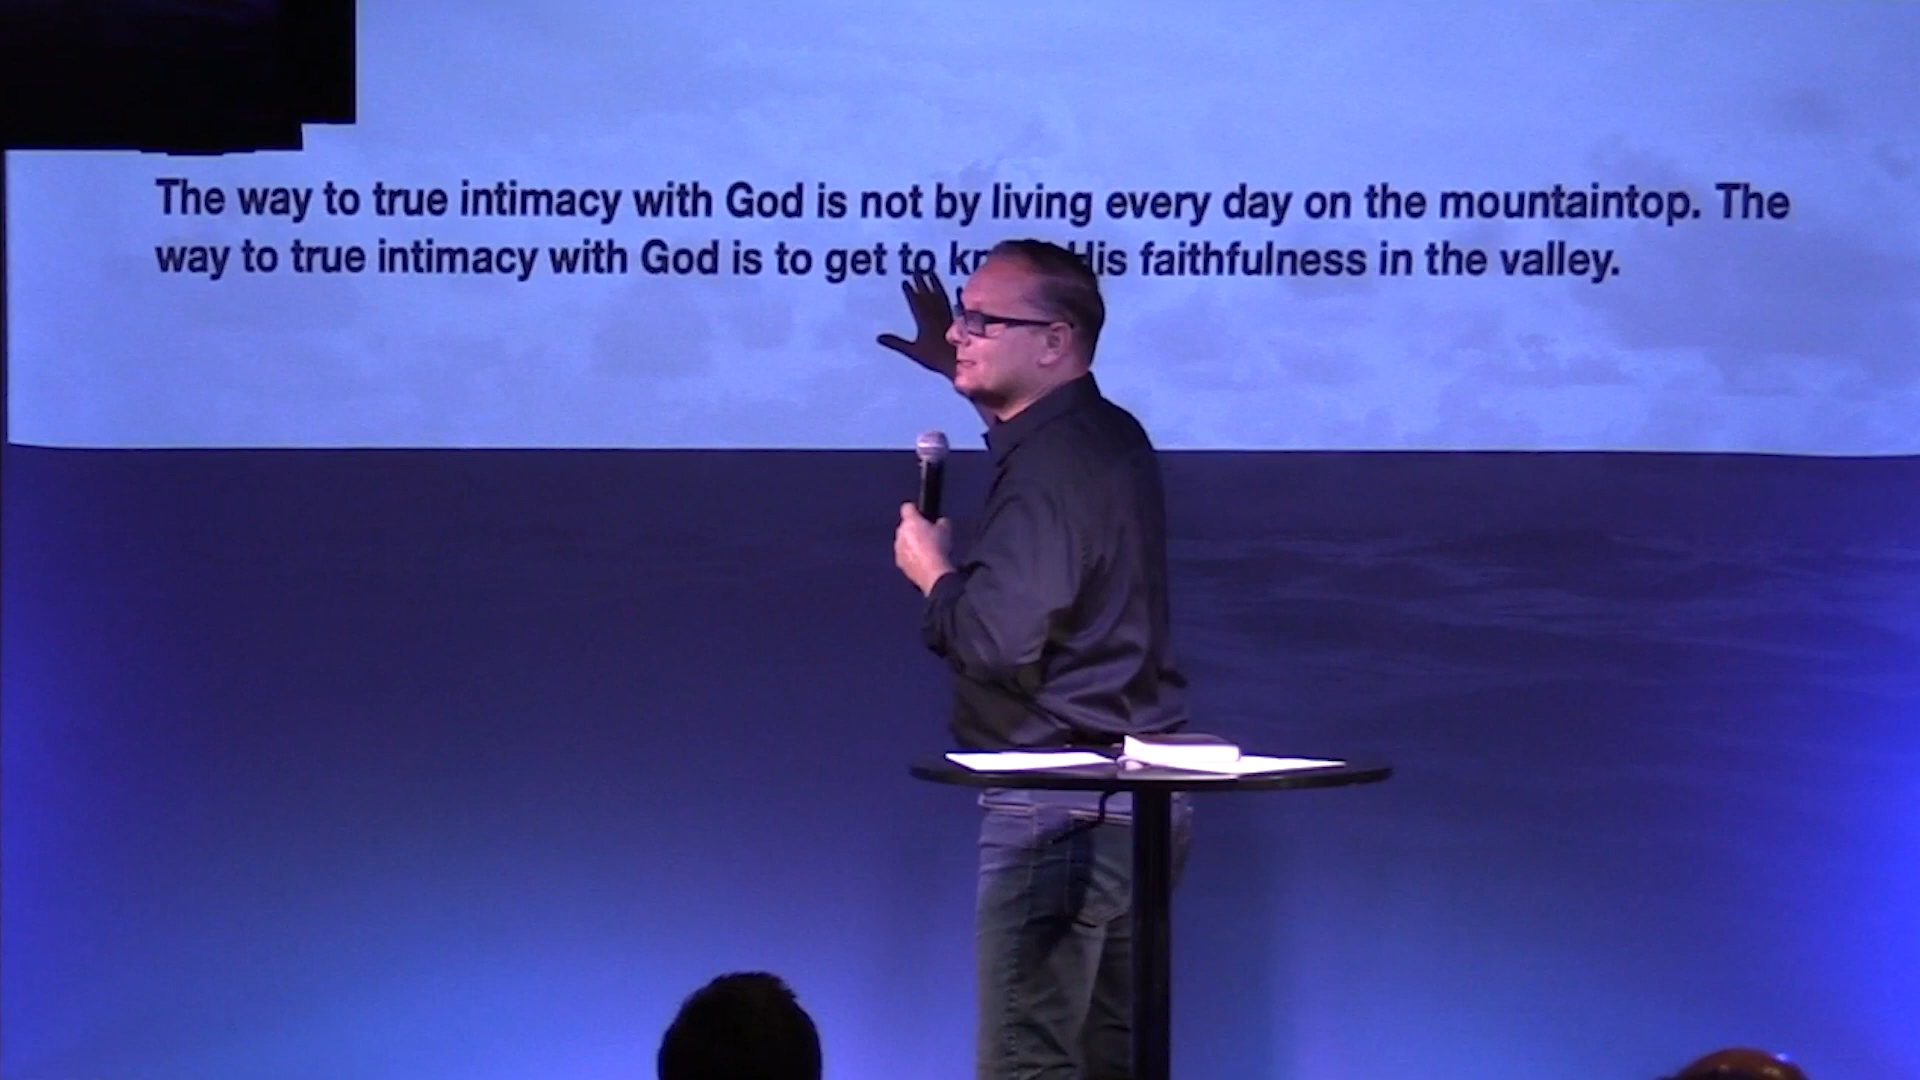 The way to true intimacy with God is not by living every day on the mountaintop. The
way to true intimacy with God is to get to His faithfulness in the valley.